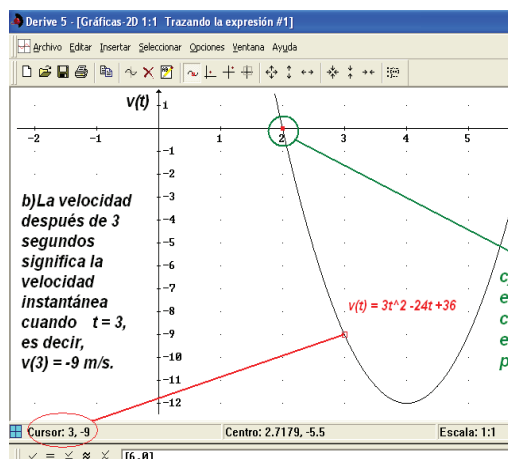 Derive 5 - [Gráficas-2D 1:1 Trazando la expresión #1]
Archivo Editar Insertar Seleccionar Opciones Ventana Ayuda
v(t)
1
-2 -1 1 2 3 4 5
-1
-2
-3
-4
-5
-6
-7
-8
-9
-10
-11
-12
b)La velocidad
después de 3
segundos
significa la
velocidad
instantánea
cuando t = 3,
es decir,
v(3) = -9 m/s.
v(t) = 3t^2 -24t +36
c
e
c
e
p
Cursor: 3, -9 Centro: 2.7179, -5.5 Escala: 1:1
[6,0]